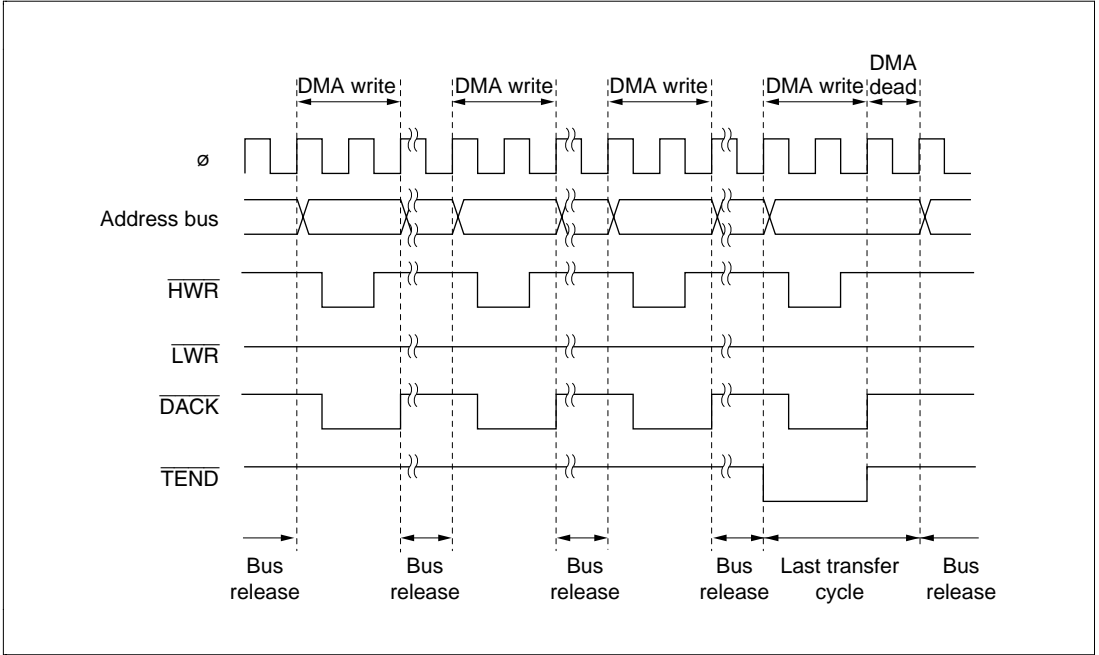 DMA
dead
DMA write DMA write DMA write DMA write
ø
Address bus
HWR
LWR
DACK
TEND
Bus release
Bus release
Bus release
Bus release
Last transfer cycle
Bus release